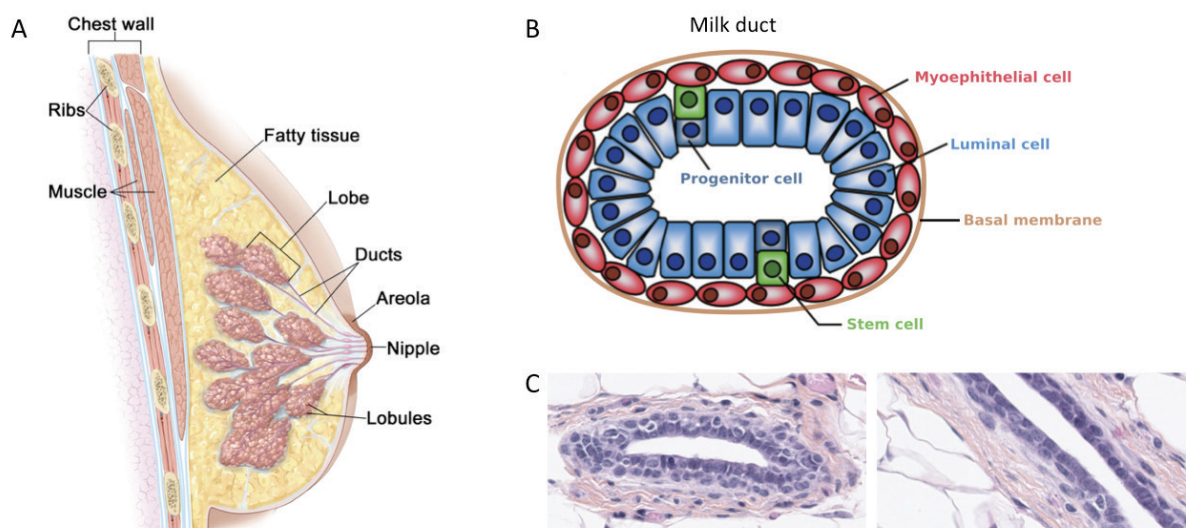 A
Chest wall
Ribs
Muscle
Fatty tissue
Lobe
Ducts
Areola
Nipple
Lobules
B
Milk duct
Myoephithelial cell
Luminal cell
Progenitor cell
Basal membrane
Stem cell
C